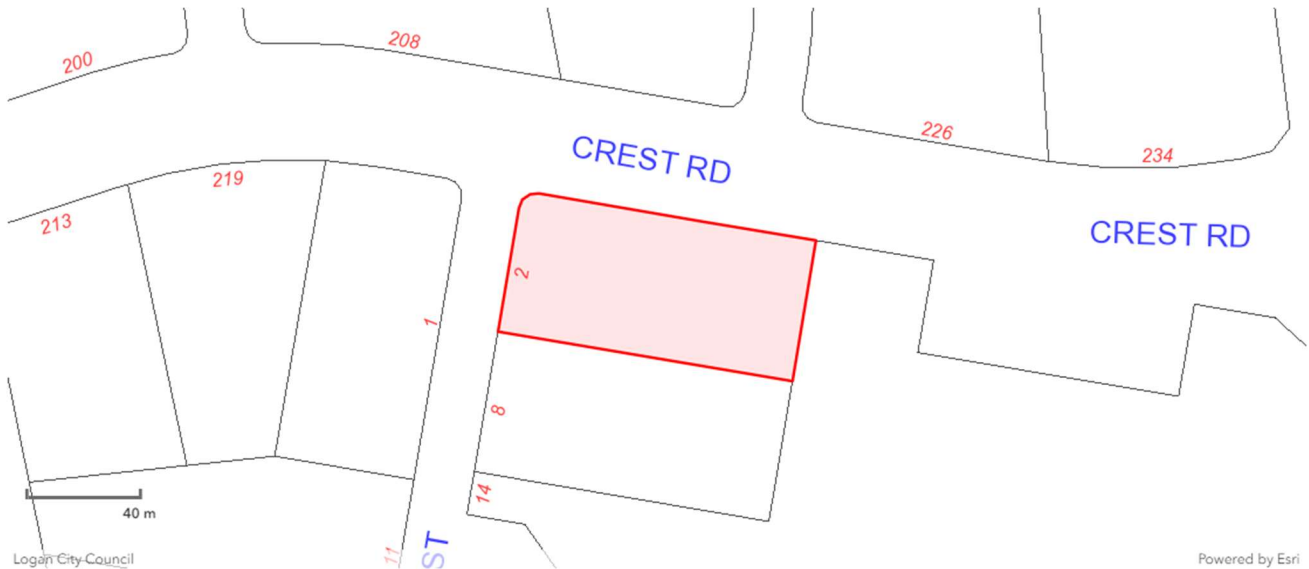 200
208
226
234
CREST RD
CREST RD
219
213
2
1
8
14
11
ST
40 m
Logan City Council
Powered by Esri